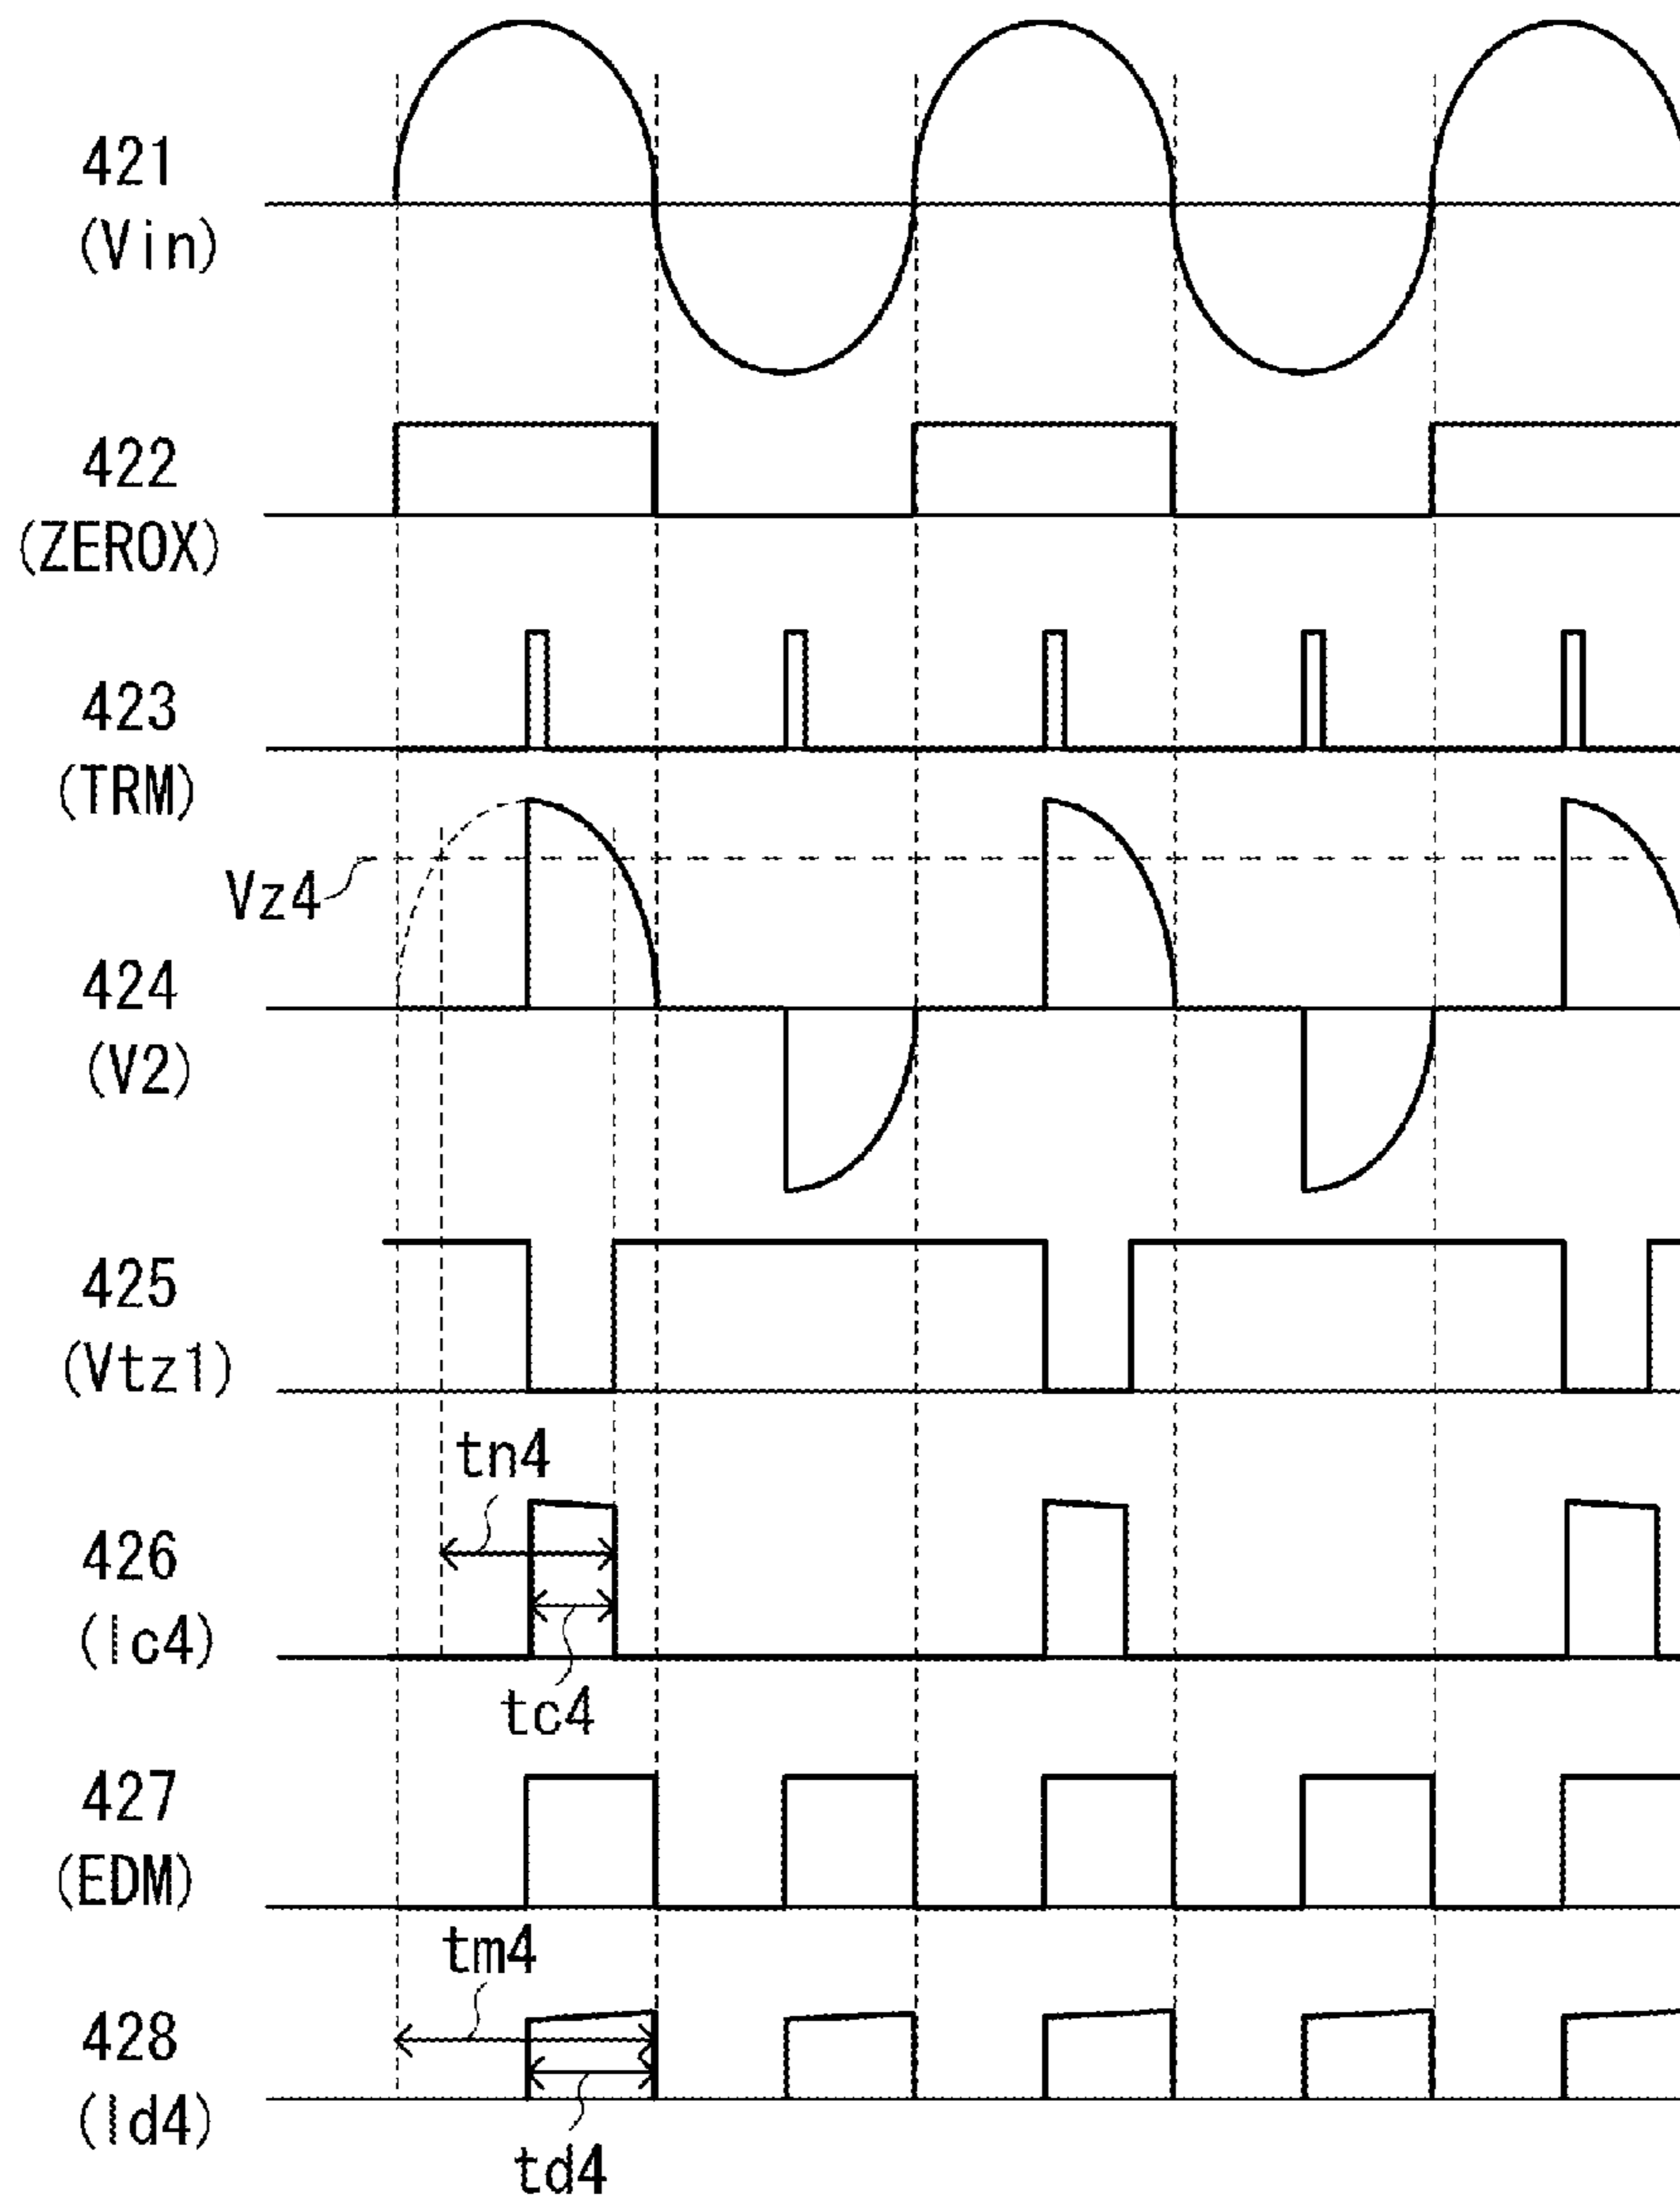 421
(Vin)
422
(ZEROX)
423
(TRM)
Vz4
424
(V2)
425
(Vtz1)
tn4
426
(Ic4)
tc4
427
(EDM)
tm4
428
(Id4)
td4